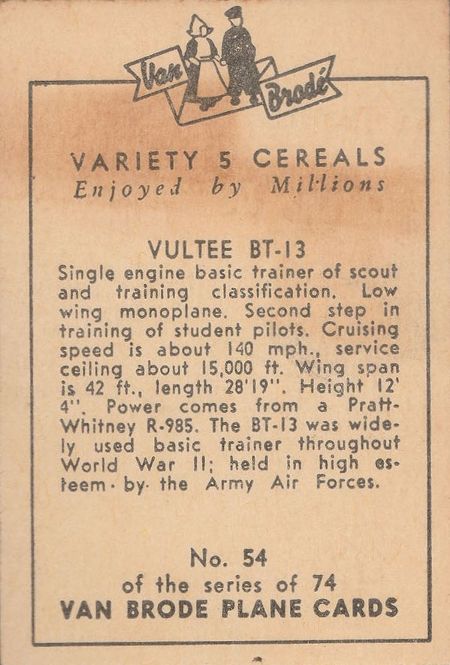 Van Brodé
VARIETY 5 CEREALS
Enjoyed by Millions
VULTEE BT-13
Single engine basic trainer of scout
and training classification. Low
wing monoplane. Second step in
training of student pilots. Cruising
speed is about 140 mph., service
ceiling about 15,000 ft. Wing span
is 42 ft., length 28'19". Height 12'
4". Power comes from a Pratt-
Whitney R-985. The BT-13 was wide-
ly used basic trainer throughout
World War II; held in high es-
teem by the Army Air Forces.
No. 54
of the series of 74
VAN BRODE PLANE CARDS